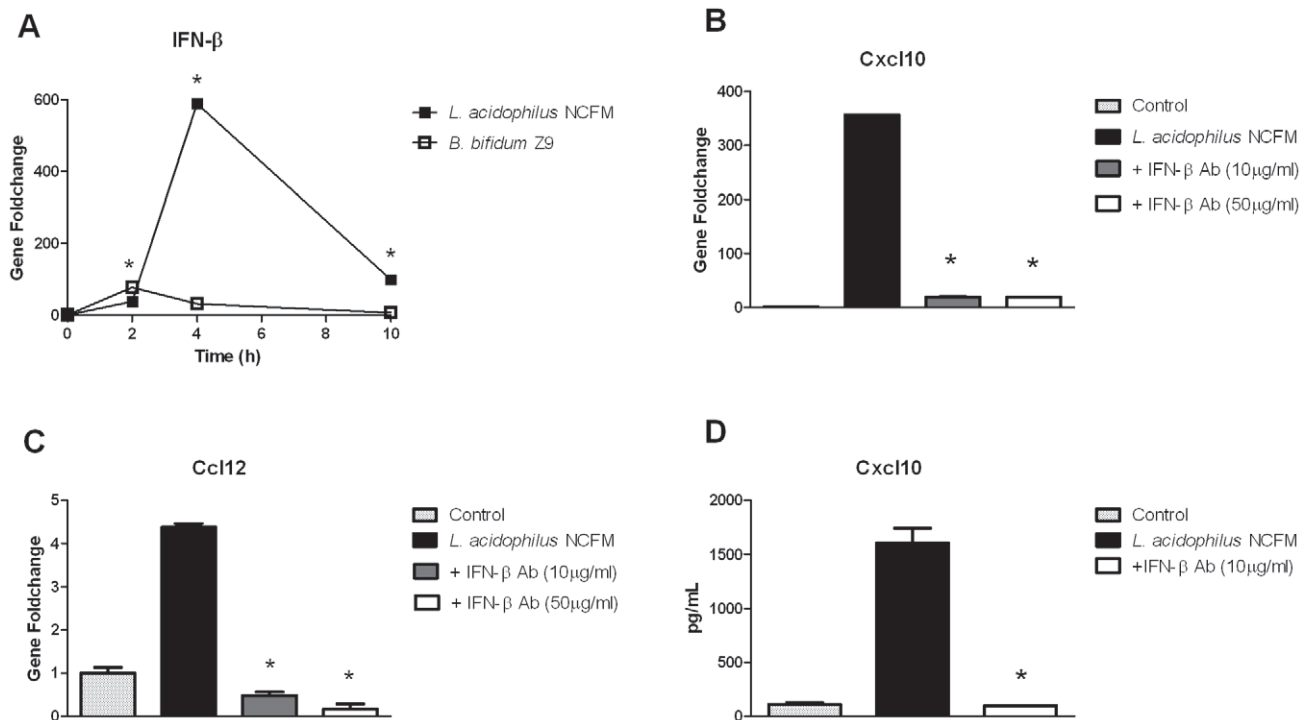 A
IFN-β
Gene Foldchange
600
400
200
0
0 2 4 6 8 10
Time (h)
*
*
*
L. acidophilus NCFM
B. bifidum Z9
B
Cxcl10
Gene Foldchange
400
300
200
100
0
* *
Control
L. acidophilus NCFM
+ IFN-β Ab (10µg/ml)
+ IFN-β Ab (50µg/ml)
C
Ccl12
Gene Foldchange
5
4
3
2
1
0
*
*
Control
L. acidophilus NCFM
+ IFN-β Ab (10µg/ml)
+ IFN-β Ab (50µg/ml)
D
Cxcl10
pg/mL
2000
1500
1000
500
0
*
Control
L. acidophilus NCFM
+IFN-β Ab (10µg/ml)